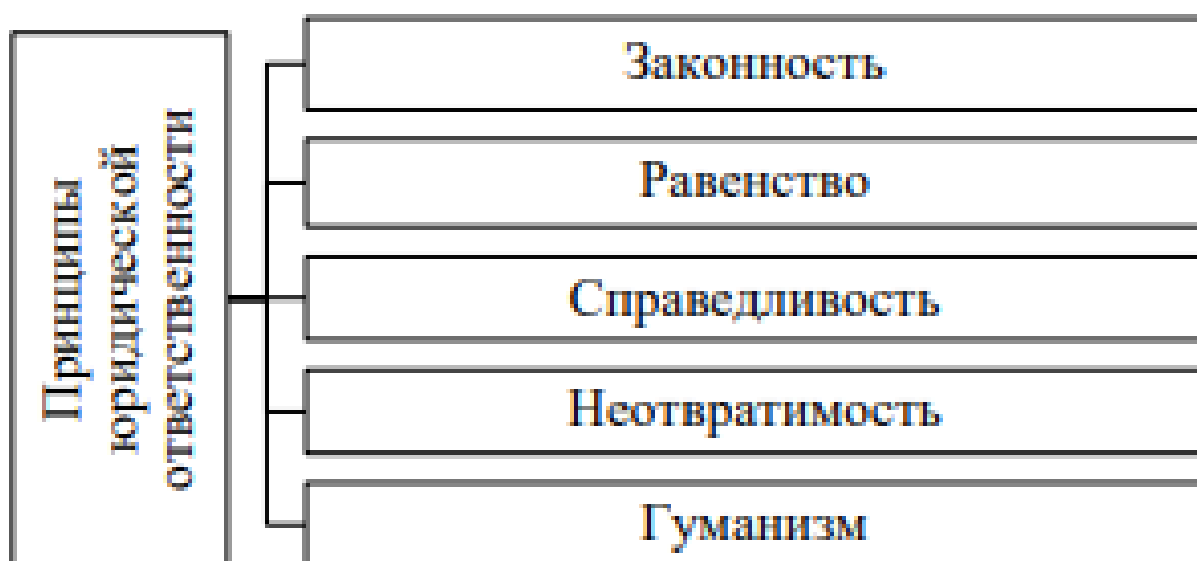 Принципы
юридической
ответственности
Законность
Равенство
Справедливость
Неотвратимость
Гуманизм